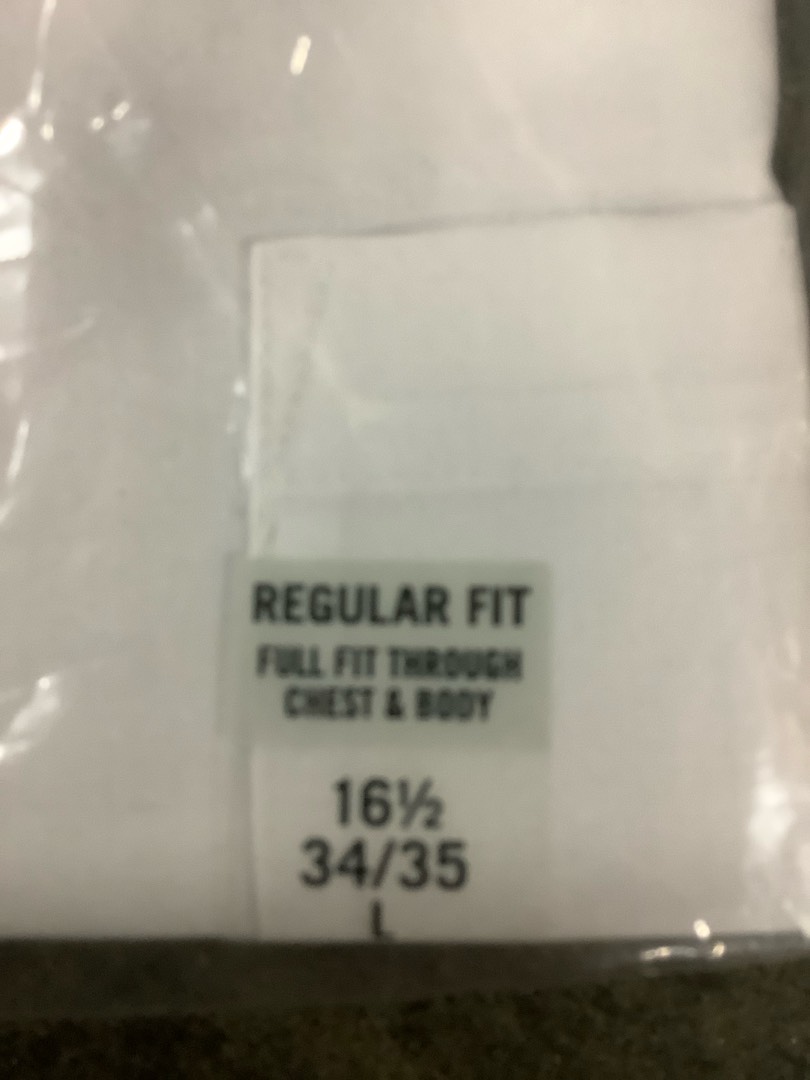 REGULAR FIT
FULL FIT THROUGH
CHEST & BODY
16½
34/35
L